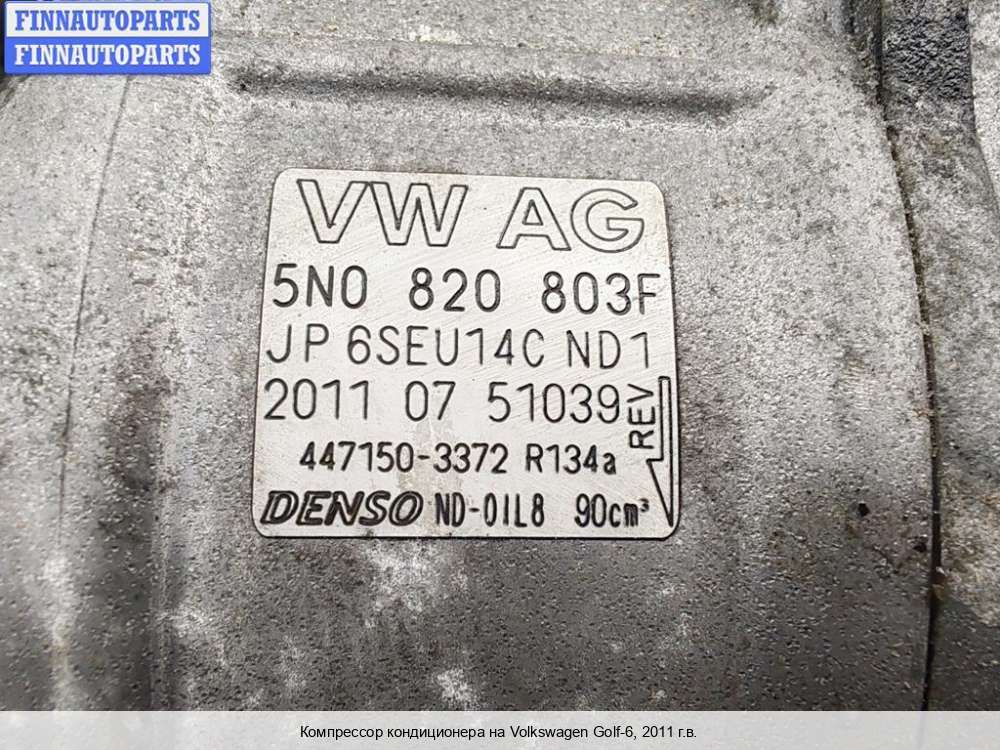 FINNAUTOPARTS
FINNAUTOPARTS
VW AG
5N0 820 803F
JP 6SEU14C ND1
2011 07 51039
REV
447150-3372 R134a
DENSO ND-OIL8 90cm³
Компрессор кондиционера на Volkswagen Golf-6, 2011 г.в.